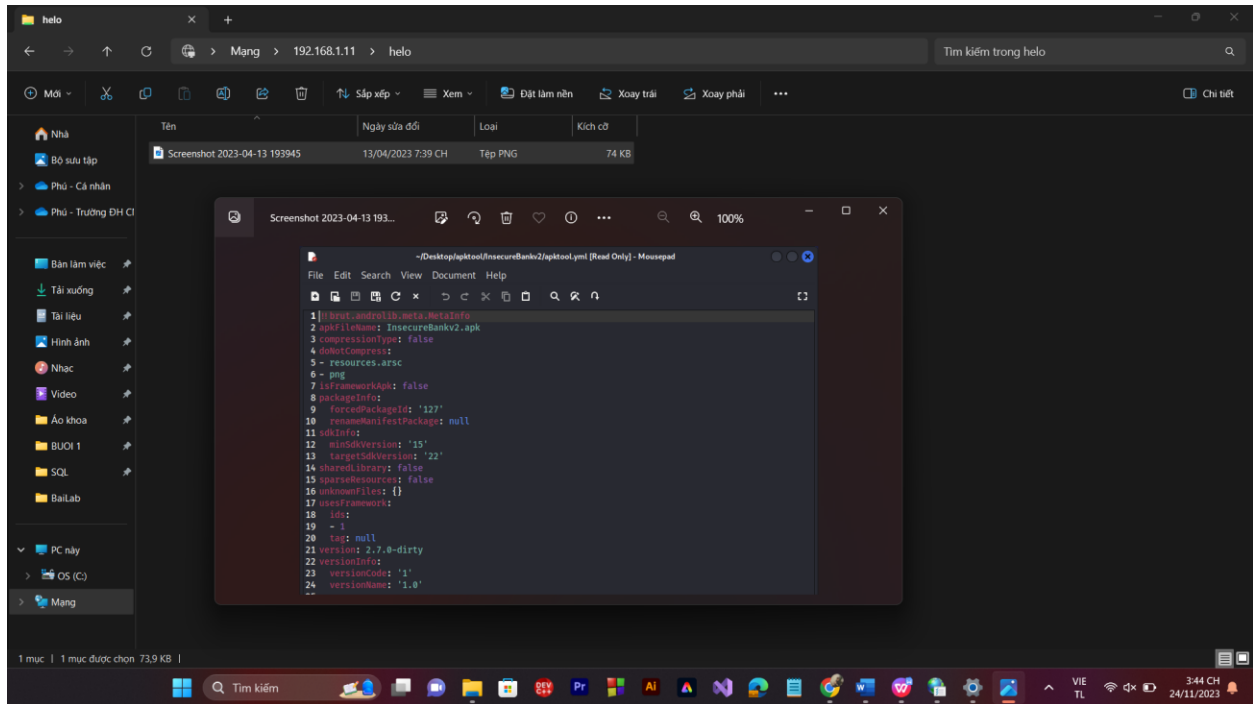 helo
Mạng > 192.168.1.11 > helo
Tìm kiếm trong helo
Mới
Sắp xếp
Xem
Đặt làm nền
Xoay trái
Xoay phải
Chi tiết
Tên
Ngày sửa đổi
Loại
Kích cỡ
Screenshot 2023-04-13 193945
13/04/2023 7:39 CH
Tệp PNG
74 KB
Nhà
Bộ sưu tập
Phú - Cá nhân
Phú - Trường ĐH Cl
Bàn làm việc
Tải xuống
Tài liệu
Hình ảnh
Nhạc
Video
Áo khoa
BUOI 1
SQL
BaiLab
PC này
OS (C:)
Mạng
Screenshot 2023-04-13 193...
100%
~/Desktop/apktool/InsecureBankv2/apktool.yml [Read Only] - Mousepad
File Edit Search View Document Help
1 !!brut.androlib.meta.MetaInfo
2 apkFileName: InsecureBankv2.apk
3 compressionType: false
4 doNotCompress:
5 - resources.arsc
6 - png
7 isFrameworkApk: false
8 packageInfo:
9   forcedPackageId: '127'
10   renameManifestPackage: null
11 sdkInfo:
12   minSdkVersion: '15'
13   targetSdkVersion: '22'
14 sharedLibrary: false
15 sparseResources: false
16 unknownFiles: {}
17 usesFramework:
18   ids:
19   - 1
20   tag: null
21 version: 2.7.0-dirty
22 versionInfo:
23   versionCode: '1'
24   versionName: '1.0'
1 mục | 1 mục được chọn 73,9 KB |
Tìm kiếm
DEV
Pr
Ai
VIE
TL
3:44 CH
24/11/2023